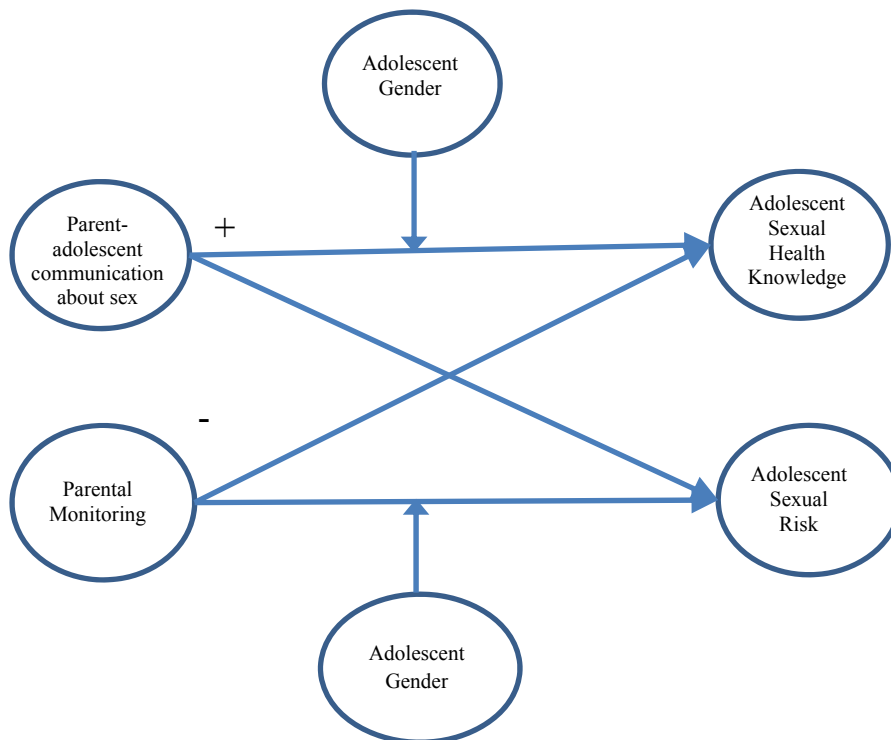 Adolescent
Gender
Parent-
adolescent
communication
about sex
+
Adolescent
Sexual
Health
Knowledge
-
Parental
Monitoring
Adolescent
Sexual
Risk
Adolescent
Gender